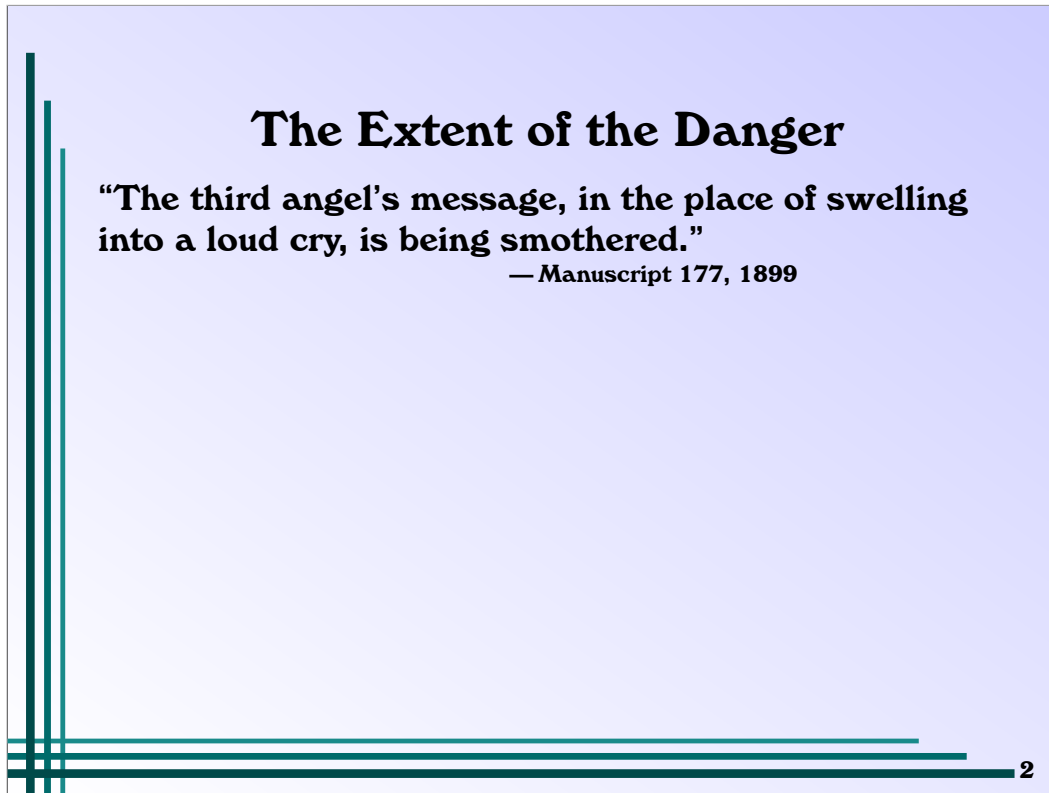 The Extent of the Danger
“The third angel’s message, in the place of swelling
into a loud cry, is being smothered.”
— Manuscript 177, 1899
2